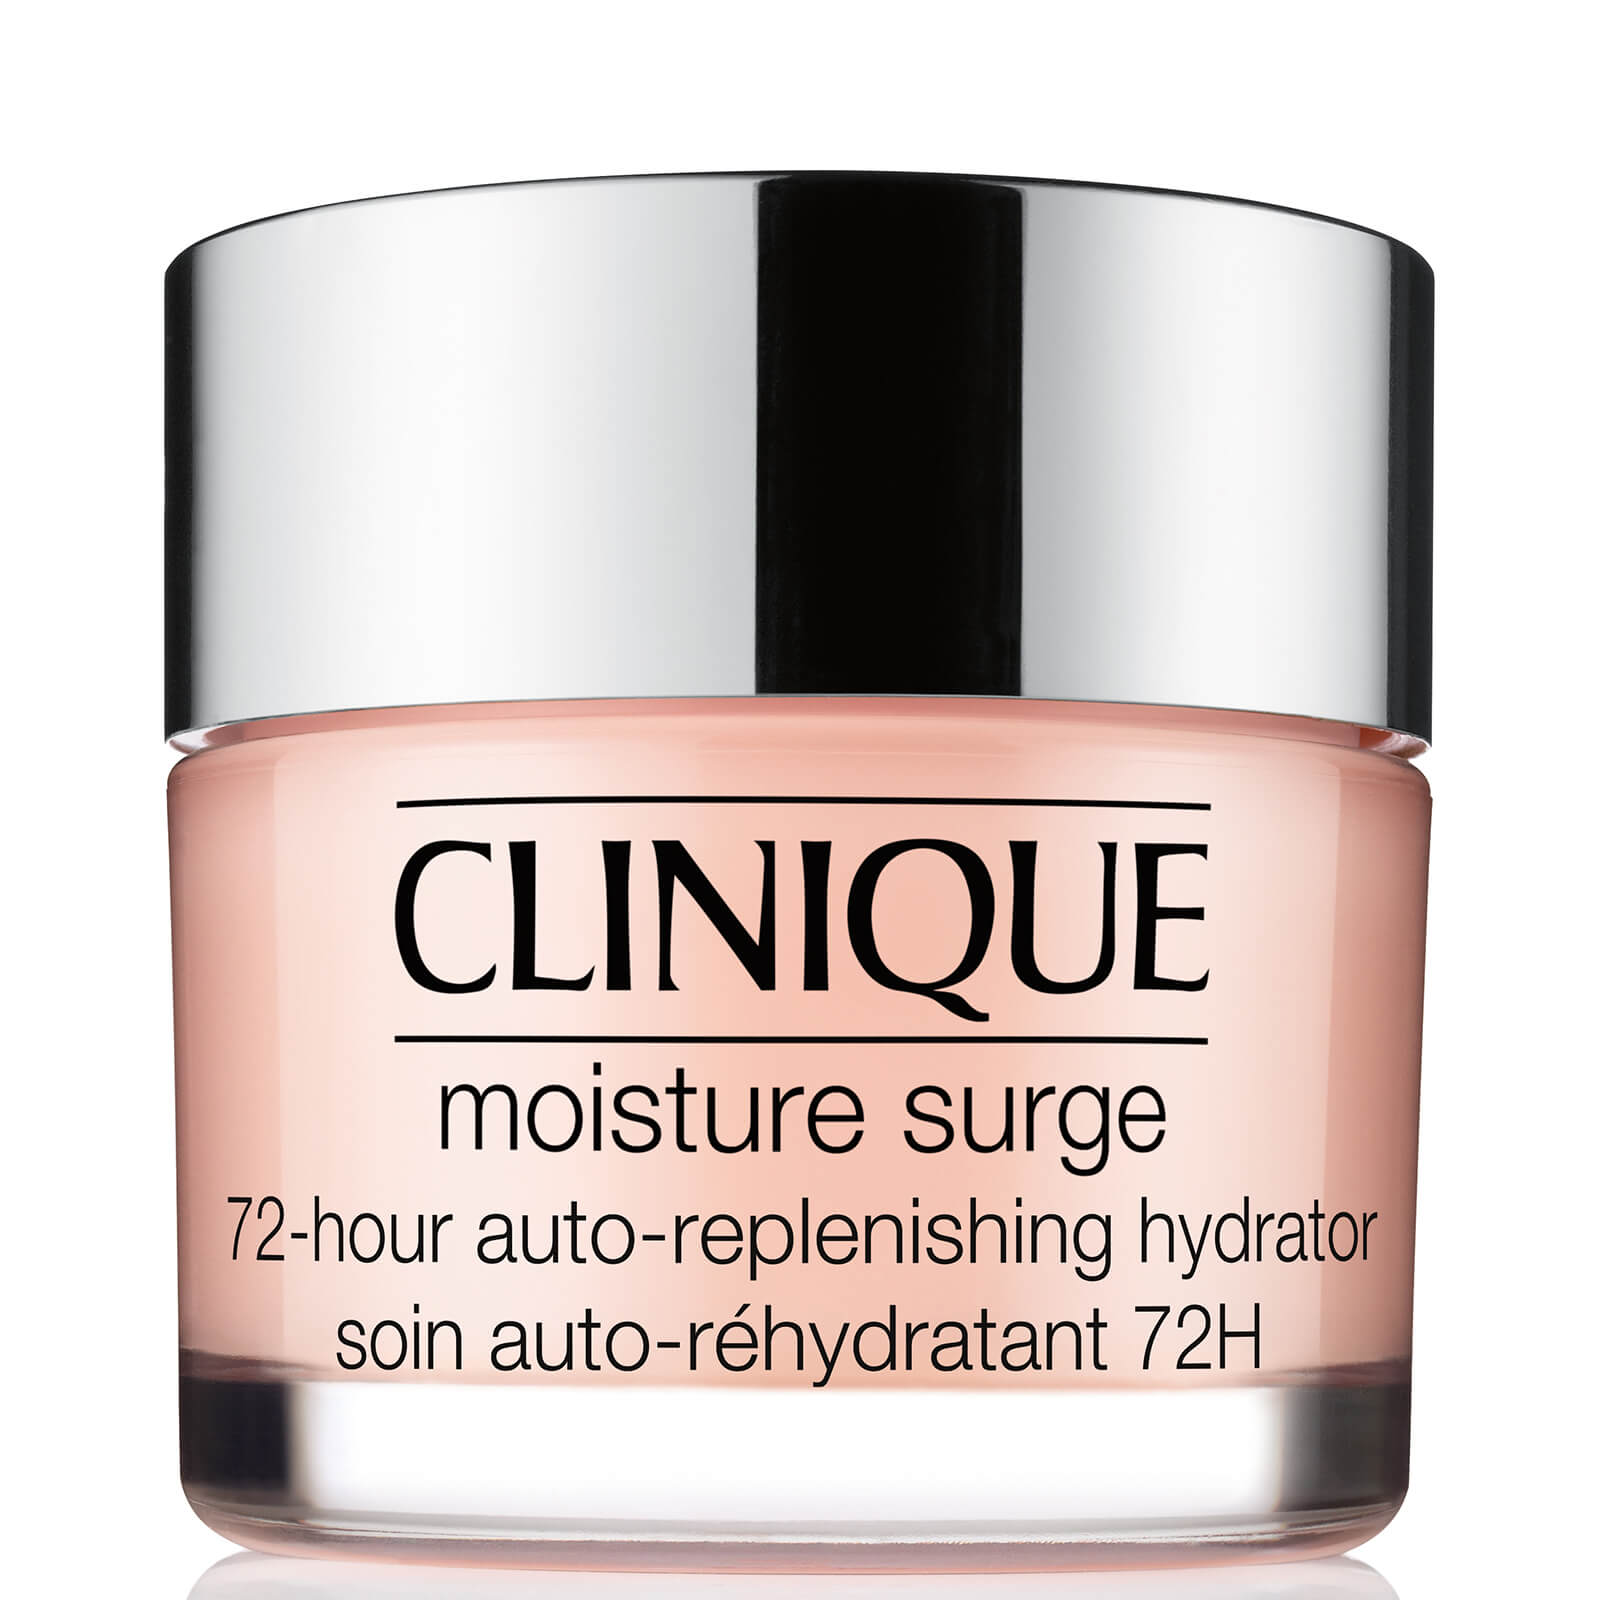 CLINIQUE
moisture surge
72-hour auto-replenishing hydrator
soin auto-réhydratant 72H